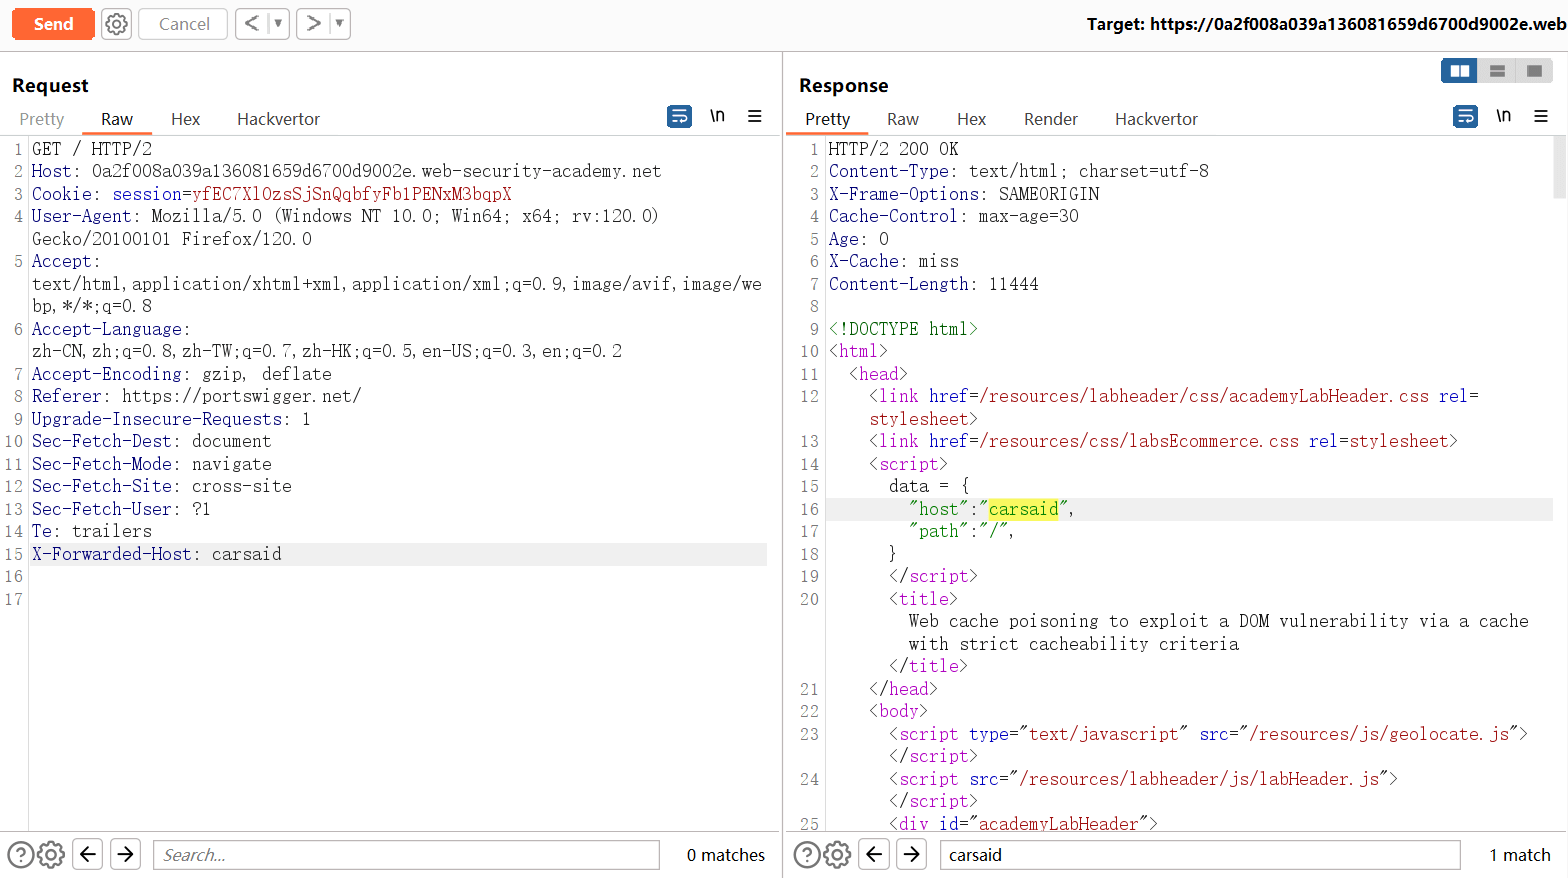 Send
Cancel
Target: https://0a2f008a039a136081659d6700d9002e.web
Request
Pretty Raw Hex Hackvertor \n
1 GET / HTTP/2
2 Host: 0a2f008a039a136081659d6700d9002e.web-security-academy.net
3 Cookie: session=yfEC7XlOzsSjSnQqbfyFblPENxM3bqpX
4 User-Agent: Mozilla/5.0 (Windows NT 10.0; Win64; x64; rv:120.0)
Gecko/20100101 Firefox/120.0
5 Accept:
text/html,application/xhtml+xml,application/xml;q=0.9,image/avif,image/we
bp,*/*;q=0.8
6 Accept-Language:
zh-CN,zh;q=0.8,zh-TW;q=0.7,zh-HK;q=0.5,en-US;q=0.3,en;q=0.2
7 Accept-Encoding: gzip, deflate
8 Referer: https://portswigger.net/
9 Upgrade-Insecure-Requests: 1
10 Sec-Fetch-Dest: document
11 Sec-Fetch-Mode: navigate
12 Sec-Fetch-Site: cross-site
13 Sec-Fetch-User: ?1
14 Te: trailers
15 X-Forwarded-Host: carsaid
16
17
Search...
0 matches
Response
Pretty Raw Hex Render Hackvertor \n
1 HTTP/2 200 OK
2 Content-Type: text/html; charset=utf-8
3 X-Frame-Options: SAMEORIGIN
4 Cache-Control: max-age=30
5 Age: 0
6 X-Cache: miss
7 Content-Length: 11444
8
9 <!DOCTYPE html>
10 <html>
11 <head>
12 <link href=/resources/labheader/css/academyLabHeader.css rel=
stylesheet>
13 <link href=/resources/css/labsEcommerce.css rel=stylesheet>
14 <script>
15 data = {
16 "host":"carsaid",
17 "path":"/",
18 }
19 </script>
20 <title>
Web cache poisoning to exploit a DOM vulnerability via a cache
with strict cacheability criteria
</title>
21 </head>
22 <body>
23 <script type="text/javascript" src="/resources/js/geolocate.js">
</script>
24 <script src="/resources/labheader/js/labHeader.js">
</script>
25 <div id="academyLabHeader">
carsaid
1 match